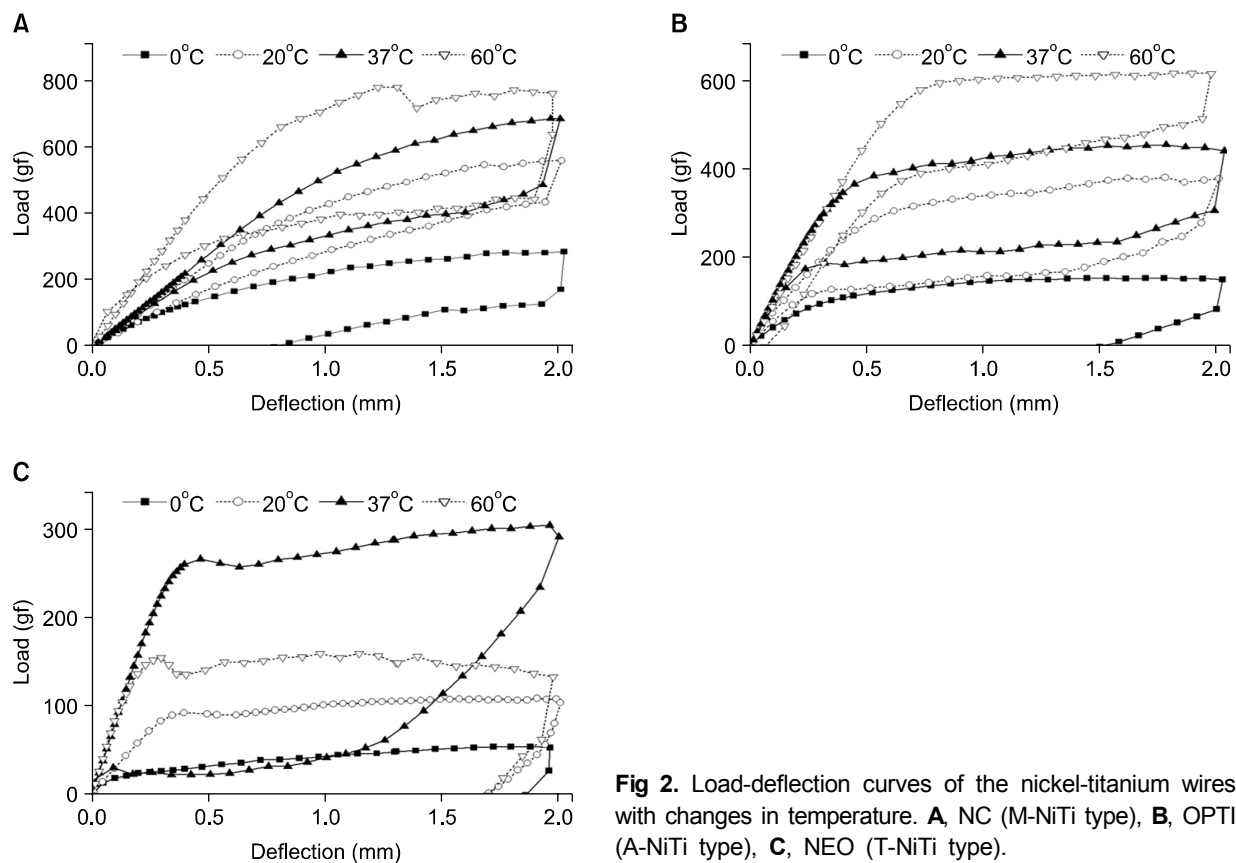 A
0°C 20°C 37°C 60°C
800
600
400
200
0
Load (gf)
0.0 0.5 1.0 1.5 2.0
Deflection (mm)
B
0°C 20°C 37°C 60°C
600
400
200
0
Load (gf)
0.0 0.5 1.0 1.5 2.0
Deflection (mm)
C
0°C 20°C 37°C 60°C
300
200
100
0
Load (gf)
0.0 0.5 1.0 1.5 2.0
Deflection (mm)
Fig 2. Load-deflection curves of the nickel-titanium wires
with changes in temperature. A, NC (M-NiTi type), B, OPTI
(A-NiTi type), C, NEO (T-NiTi type).